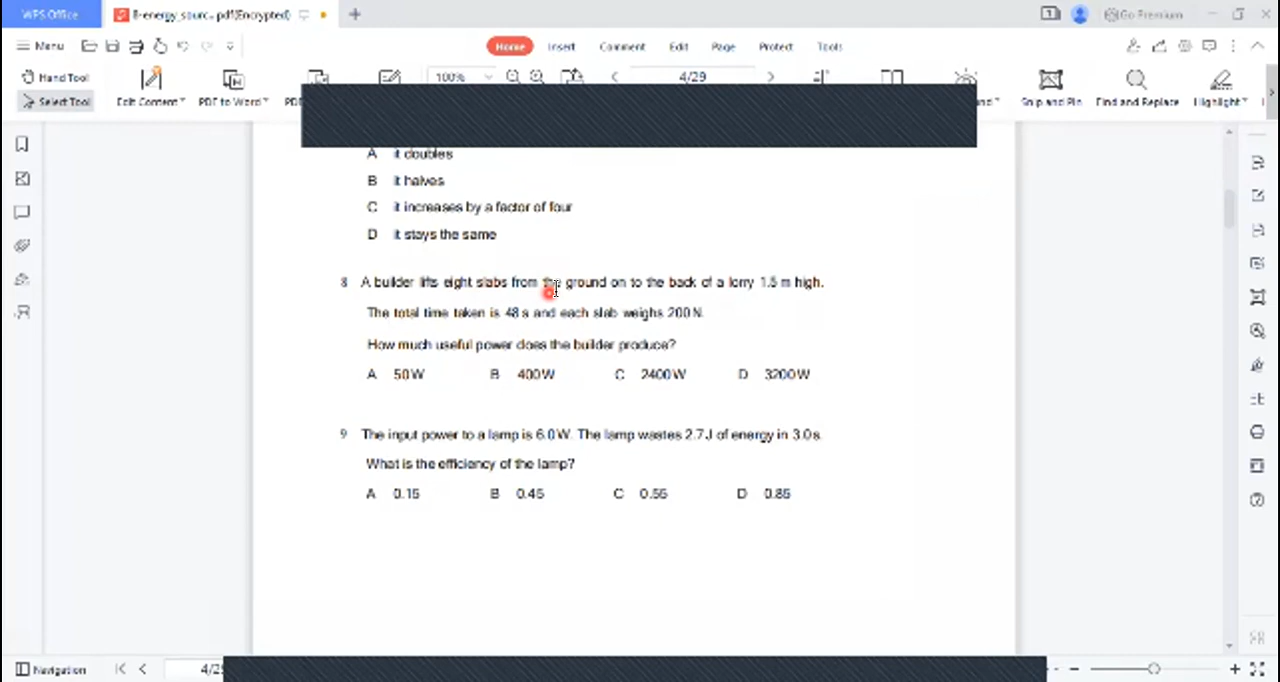 WPS Office
8-energy_sourc.. pdf(Encrypted)
Go Premium
Menu
Home Insert Comment Edit Page Protect Tools
Hand Tool
100%
4/29
Select Tool
Edit Content
PDF to Word
Snip and Pin
Find and Replace
Highlight
A it doubles
B it halves
C it increases by a factor of four
D it stays the same
8 A builder lifts eight slabs from the ground on to the back of a lorry 1.5 m high.
The total time taken is 48 s and each slab weighs 200 N.
How much useful power does the builder produce?
A 50 W B 400 W C 2400 W D 3200 W
9 The input power to a lamp is 6.0 W. The lamp wastes 2.7 J of energy in 3.0 s.
What is the efficiency of the lamp?
A 0.15 B 0.45 C 0.55 D 0.85
Navigation